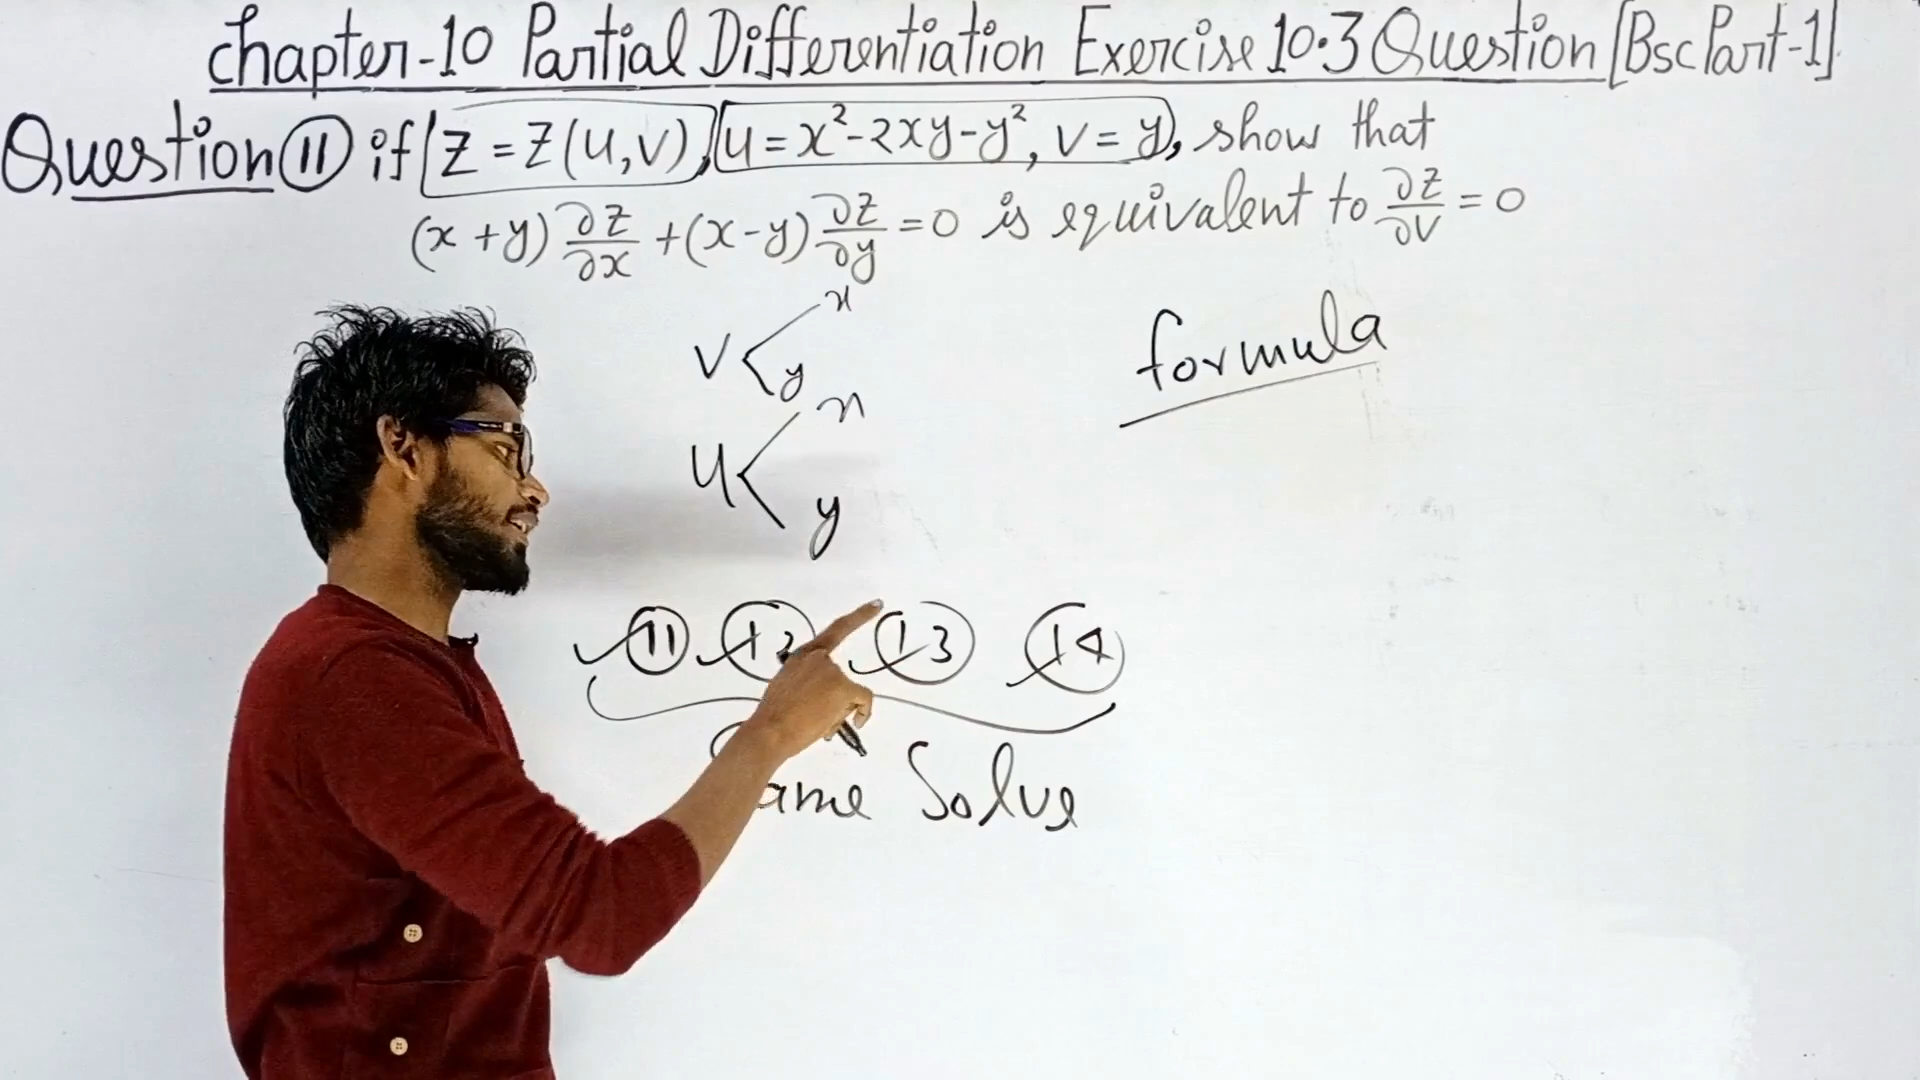 Chapter-10 Partial Differentiation Exercise 10.3 Question [Bsc Part-1]
Question ⑪ if Z = Z(U,V), U = x²-2xy-y², V = y, show that
(x+y) ∂Z/∂x + (x-y) ∂Z/∂y = 0 is equivalent to ∂Z/∂V = 0
V < x y
U < x y
formula
⑪ ⑫ ⑬ ⑭
Same Solve